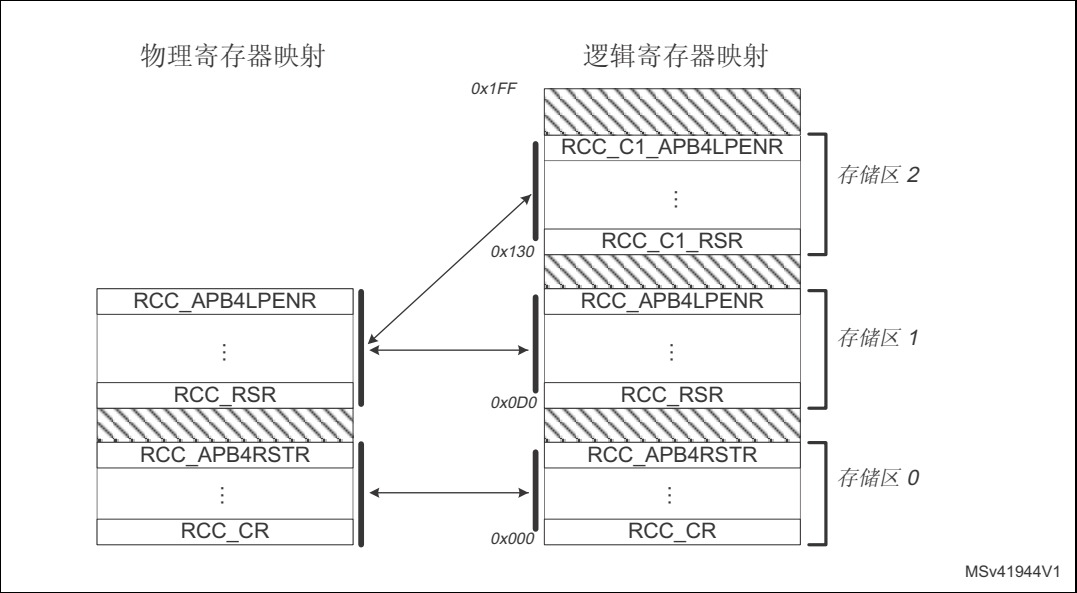 物理寄存器映射
逻辑寄存器映射
0x1FF
RCC_C1_APB4LPENR
⋮
RCC_C1_RSR
存储区 2
0x130
RCC_APB4LPENR
⋮
RCC_RSR
RCC_APB4LPENR
⋮
RCC_RSR
存储区 1
0x0D0
RCC_APB4RSTR
⋮
RCC_CR
RCC_APB4RSTR
⋮
RCC_CR
存储区 0
0x000
MSv41944V1